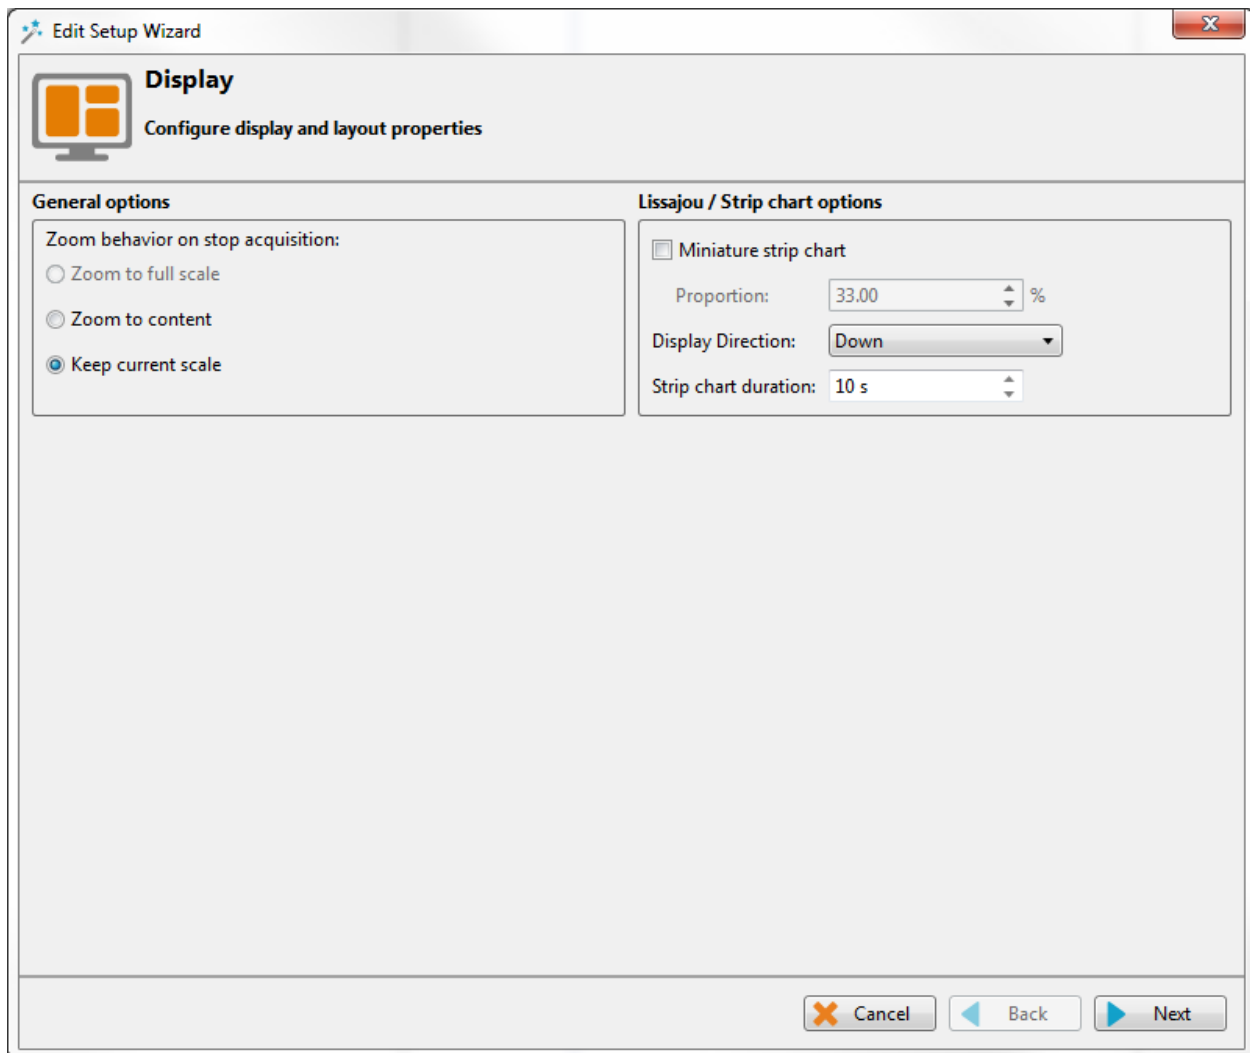 Edit Setup Wizard
Display
Configure display and layout properties
General options
Zoom behavior on stop acquisition:
Zoom to full scale
Zoom to content
Keep current scale
Lissajou / Strip chart options
Miniature strip chart
Proportion: 33.00 %
Display Direction: Down
Strip chart duration: 10 s
Cancel Back Next